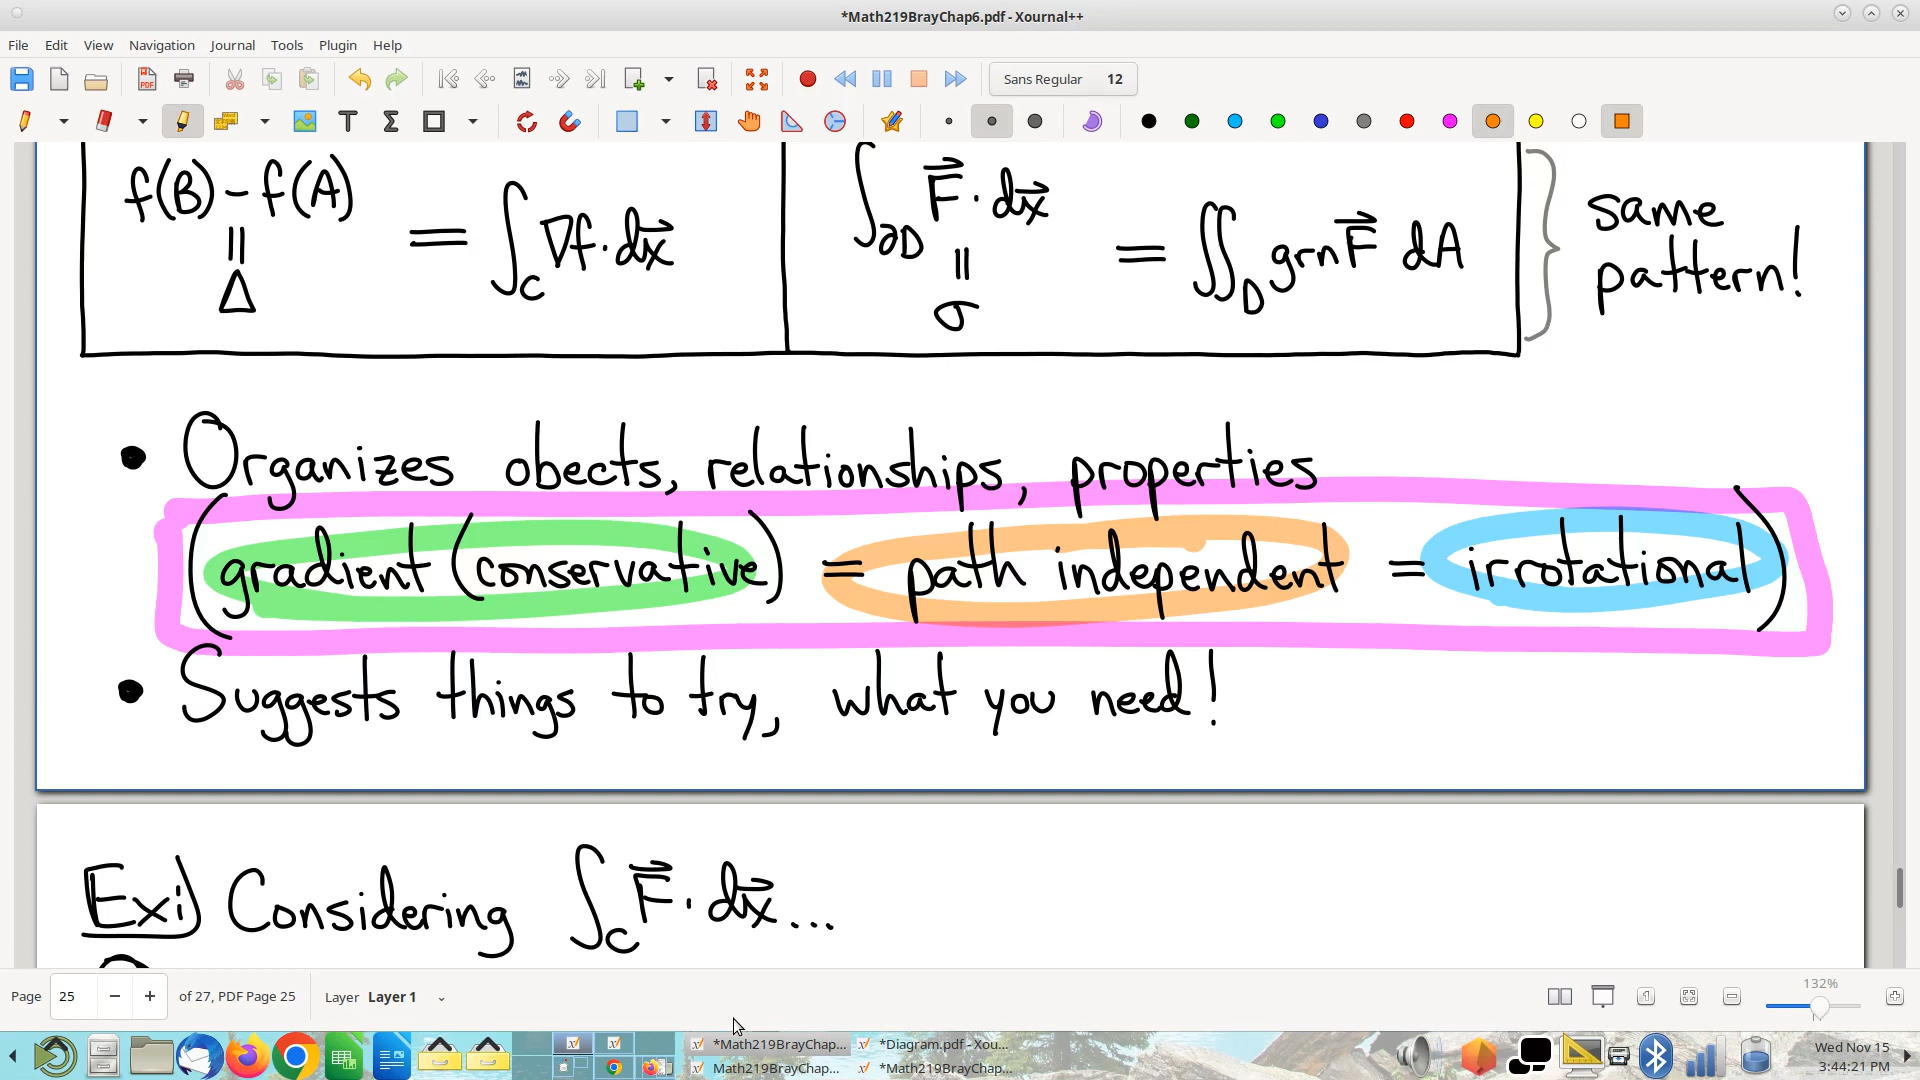 *Math219BrayChap6.pdf - Xournal++
File Edit View Navigation Journal Tools Plugin Help
Sans Regular 12
f(B) - f(A) = ∫_C ∇f · dx⃗
||
Δ
∫_∂D F⃗ · dx⃗ = ∬_D grn F⃗ dA
||
σ
same
pattern!
• Organizes obects, relationships, properties
(gradient (conservative) = path independent = irrotational)
• Suggests things to try, what you need!
Ex:) Considering ∫_C F⃗ · dx⃗ ...
Page 25 − + of 27, PDF Page 25 Layer Layer 1
132%
*Math219BrayChap... *Diagram.pdf - Xou...
Math219BrayChap... *Math219BrayChap...
Wed Nov 15
3:44:21 PM